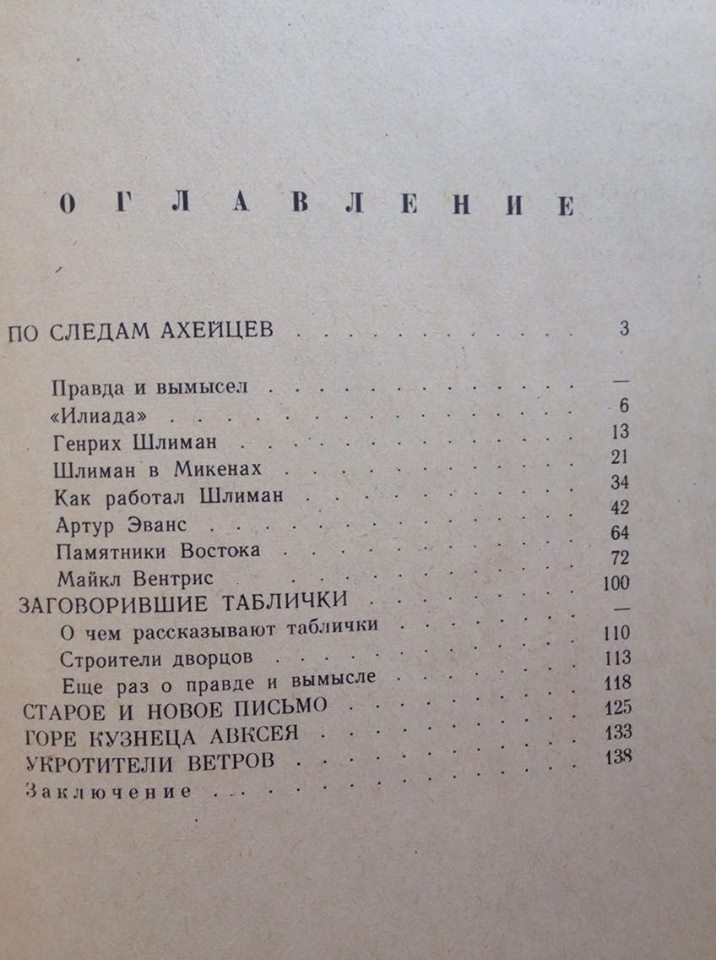 ОГЛАВЛЕНИЕ
ПО СЛЕДАМ АХЕЙЦЕВ . . . . . . . . . . . . 3
Правда и вымысел . . . . . . . . . . . . —
«Илиада» . . . . . . . . . . . . 6
Генрих Шлиман . . . . . . . . . . . . 13
Шлиман в Микенах . . . . . . . . . . . . 21
Как работал Шлиман . . . . . . . . . . . . 34
Артур Эванс . . . . . . . . . . . . 42
Памятники Востока . . . . . . . . . . . . 64
Майкл Вентрис . . . . . . . . . . . . 72
ЗАГОВОРИВШИЕ ТАБЛИЧКИ . . . . . . . . . 100
О чем рассказывают таблички . . . . . . . . —
Строители дворцов . . . . . . . . . . . . 110
Еще раз о правде и вымысле . . . . . . . . 113
СТАРОЕ И НОВОЕ ПИСЬМО . . . . . . . . . . 118
ГОРЕ КУЗНЕЦА АВКСЕЯ . . . . . . . . . . . 125
УКРОТИТЕЛИ ВЕТРОВ . . . . . . . . . . . . 133
Заключение . . . . . . . . . . . . 138